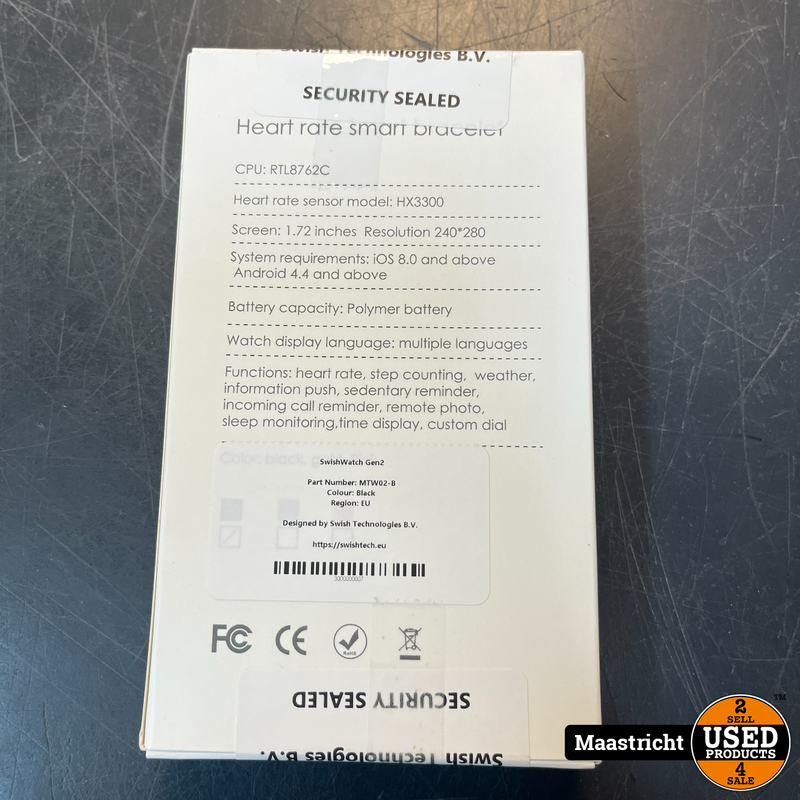 Swish Technologies B.V.
SECURITY SEALED
Heart rate smart bracelet
CPU: RTL8762C
Heart rate sensor model: HX3300
Screen: 1.72 inches Resolution 240*280
System requirements: iOS 8.0 and above
Android 4.4 and above
Battery capacity: Polymer battery
Watch display language: multiple languages
Functions: heart rate, step counting, weather,
information push, sedentary reminder,
incoming call reminder, remote photo,
sleep monitoring,time display, custom dial
Color: black,
SwishWatch Gen2
Part Number: MTW02-B
Colour: Black
Region: EU
Designed by Swish Technologies B.V.
https://swishtech.eu
FC CE RoHS
SECURITY SEALED
Swish Technologies B.V.
Maastricht
2
SELL
USED
PRODUCTS
4
SALE
TM